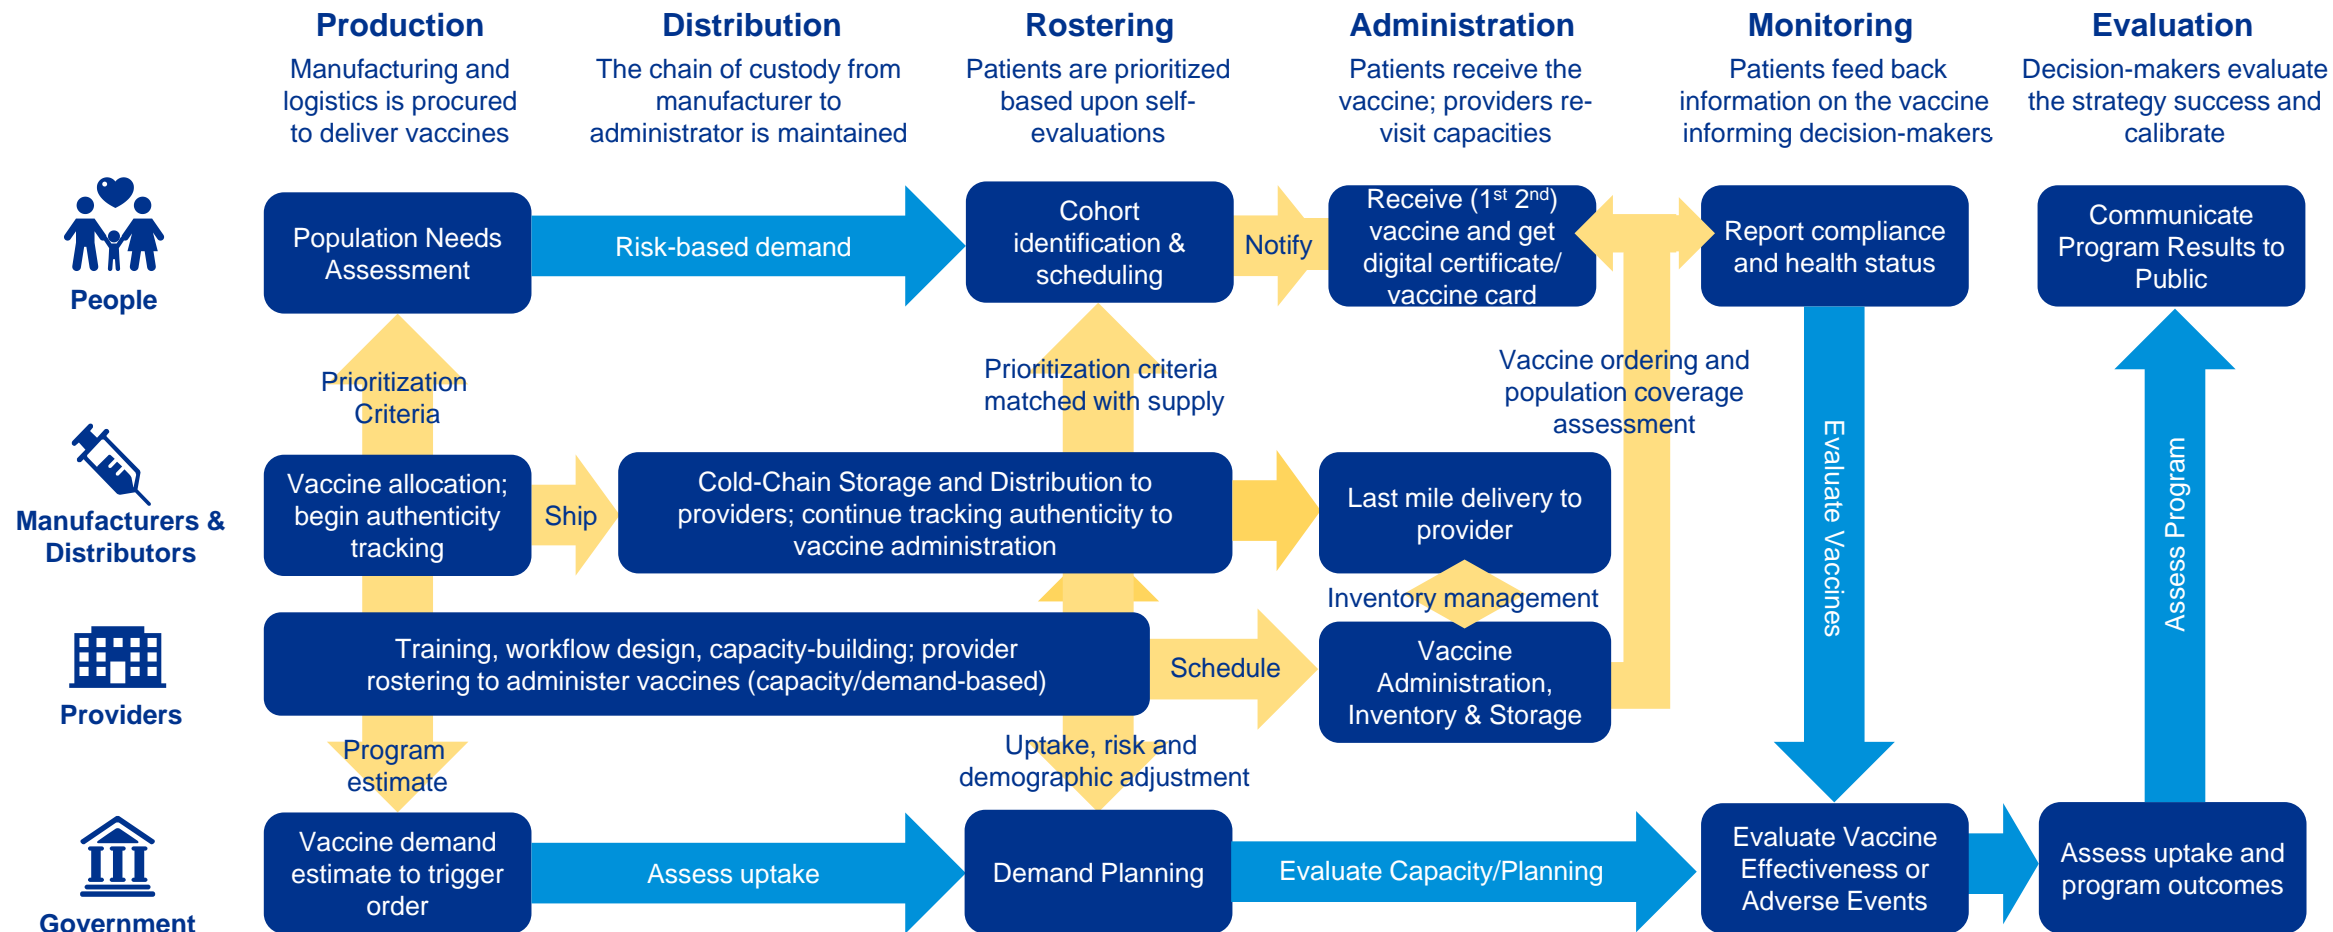 Production
Manufacturing and
logistics is procured
to deliver vaccines
Distribution
The chain of custody from
manufacturer to
administrator is maintained
Rostering
Patients are prioritized
based upon self-
evaluations
Administration
Patients receive the
vaccine; providers re-
visit capacities
Monitoring
Patients feed back
information on the vaccine
informing decision-makers
Evaluation
Decision-makers evaluate
the strategy success and
calibrate
People
Population Needs
Assessment
Risk-based demand
Cohort
identification &
scheduling
Notify
Receive (1st 2nd)
vaccine and get
digital certificate/
vaccine card
Report compliance
and health status
Communicate
Program Results to
Public
Prioritization
Criteria
Prioritization criteria
matched with supply
Vaccine ordering and
population coverage
assessment
Manufacturers &
Distributors
Vaccine allocation;
begin authenticity
tracking
Ship
Cold-Chain Storage and Distribution to
providers; continue tracking authenticity to
vaccine administration
Last mile delivery to
provider
Evaluate Vaccines
Assess Program
Inventory management
Providers
Training, workflow design, capacity-building; provider
rostering to administer vaccines (capacity/demand-based)
Schedule
Vaccine
Administration,
Inventory & Storage
Program
estimate
Uptake, risk and
demographic adjustment
Government
Vaccine demand
estimate to trigger
order
Assess uptake
Demand Planning
Evaluate Capacity/Planning
Evaluate Vaccine
Effectiveness or
Adverse Events
Assess uptake and
program outcomes